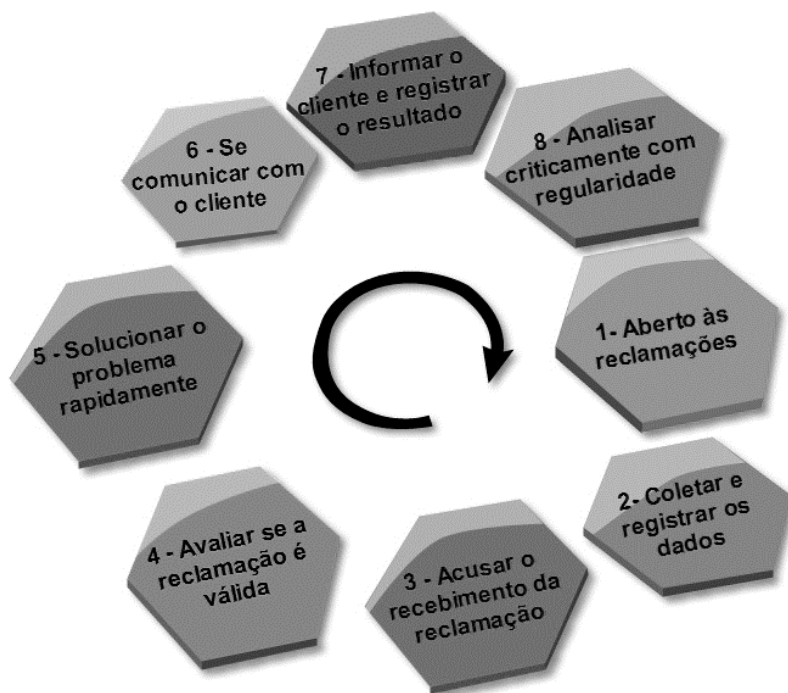 1- Aberto às
reclamações
2- Coletar e
registrar os
dados
3 - Acusar o
recebimento da
reclamação
4 - Avaliar se a
reclamação é
válida
5 - Solucionar o
problema
rapidamente
6 - Se
comunicar com
o cliente
7 - Informar o
cliente e registrar
o resultado
8 - Analisar
criticamente com
regularidade